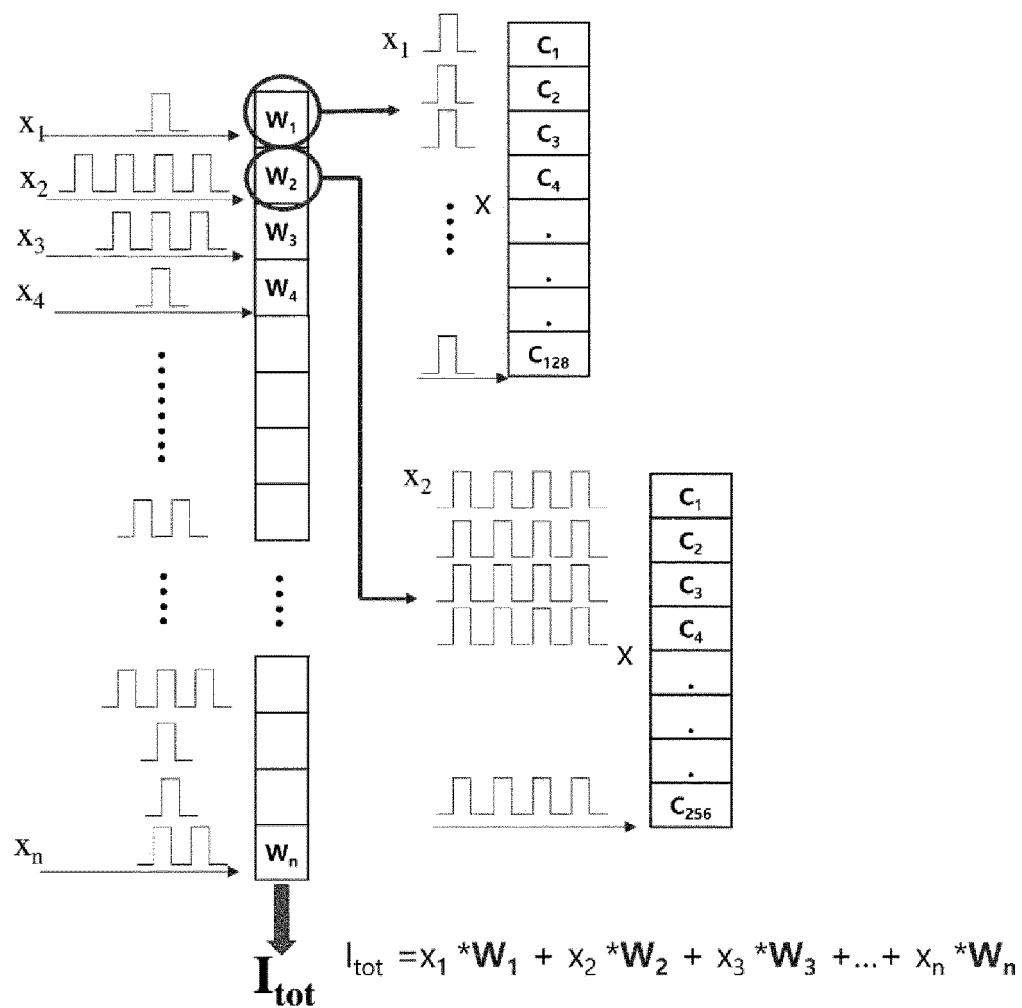 x₁
W₁
x₂
W₂
x₃
W₃
x₄
W₄
xₙ
Wₙ
x₁
C₁
C₂
C₃
X
C₄
.
.
.
C₁₂₈
x₂
C₁
C₂
C₃
C₄
X
.
.
.
C₂₅₆
Iₜₒₜ
Iₜₒₜ =x₁ *W₁ + x₂ *W₂ + x₃ *W₃ +...+ xₙ *Wₙ